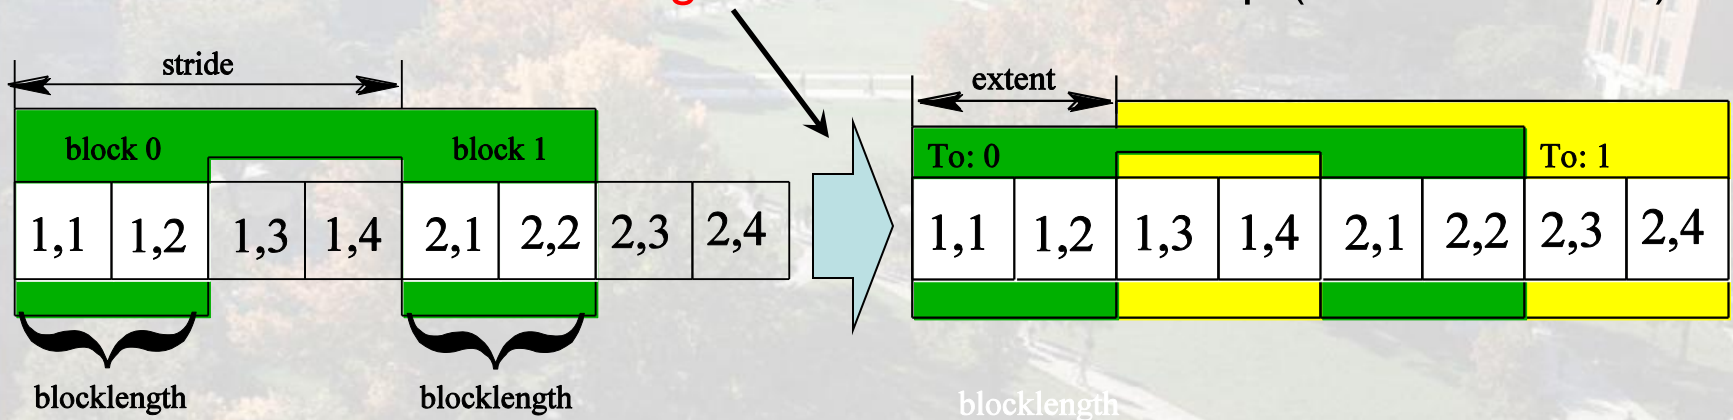 stride
block 0 block 1
1,1 1,2 1,3 1,4 2,1 2,2 2,3 2,4
blocklength blocklength
extent
To: 0 To: 1
1,1 1,2 1,3 1,4 2,1 2,2 2,3 2,4
blocklength